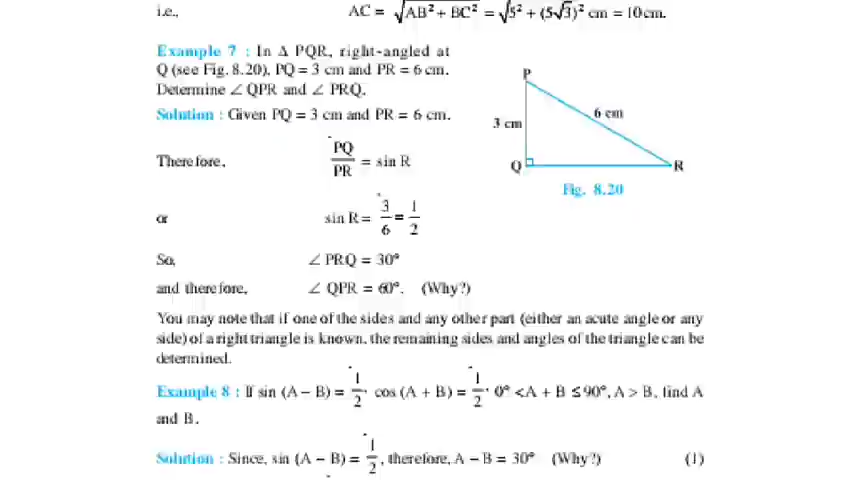 i.e., AC = √AB² + BC² = √5² + (5√3)² cm = 10cm.
Example 7 : In Δ PQR, right-angled at
Q (see Fig. 8.20), PQ = 3 cm and PR = 6 cm.
Determine ∠ QPR and ∠ PRQ.
Solution : Given PQ = 3 cm and PR = 6 cm.
Therefore, PQ/PR = sin R
or sin R = 3/6 = 1/2
So, ∠ PRQ = 30°
and therefore, ∠ QPR = 60°. (Why?)
P
3 cm
6 cm
Q
R
Fig. 8.20
You may note that if one of the sides and any other part (either an acute angle or any
side) of a right triangle is known, the remaining sides and angles of the triangle can be
determined.
Example 8 : If sin (A – B) = 1/2, cos (A + B) = 1/2, 0° < A + B ≤ 90°, A > B, find A
and B.
Solution : Since, sin (A – B) = 1/2, therefore, A – B = 30° (Why?) (1)